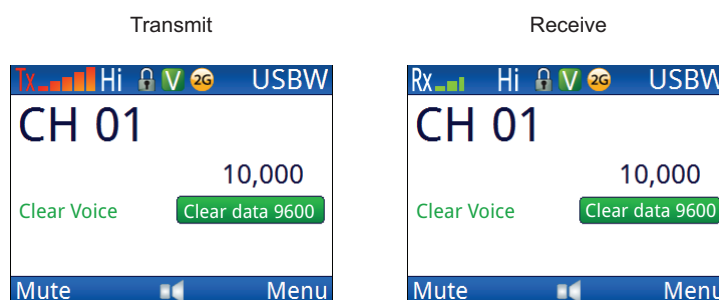 Transmit
Receive
Tx Hi V 2G USBW
Rx Hi V 2G USBW
CH 01
CH 01
10,000
10,000
Clear Voice Clear data 9600
Clear Voice Clear data 9600
Mute Menu
Mute Menu